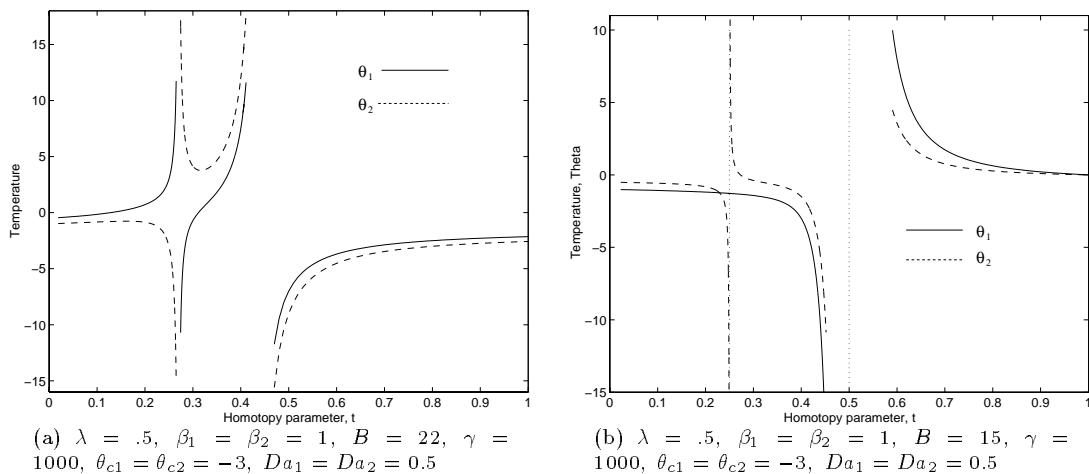 15
10
5
0
−5
−10
−15
Temperature
θ1
θ2
0 0.1 0.2 0.3 0.4 0.5 0.6 0.7 0.8 0.9 1
Homotopy parameter, t
(a) λ = .5, β1 = β2 = 1, B = 22, γ =
1000, θc1 = θc2 = −3, Da1 = Da2 = 0.5
10
5
0
−5
−10
−15
Temperature, Theta
θ1
θ2
0 0.1 0.2 0.3 0.4 0.5 0.6 0.7 0.8 0.9 1
Homotopy parameter, t
(b) λ = .5, β1 = β2 = 1, B = 15, γ =
1000, θc1 = θc2 = −3, Da1 = Da2 = 0.5